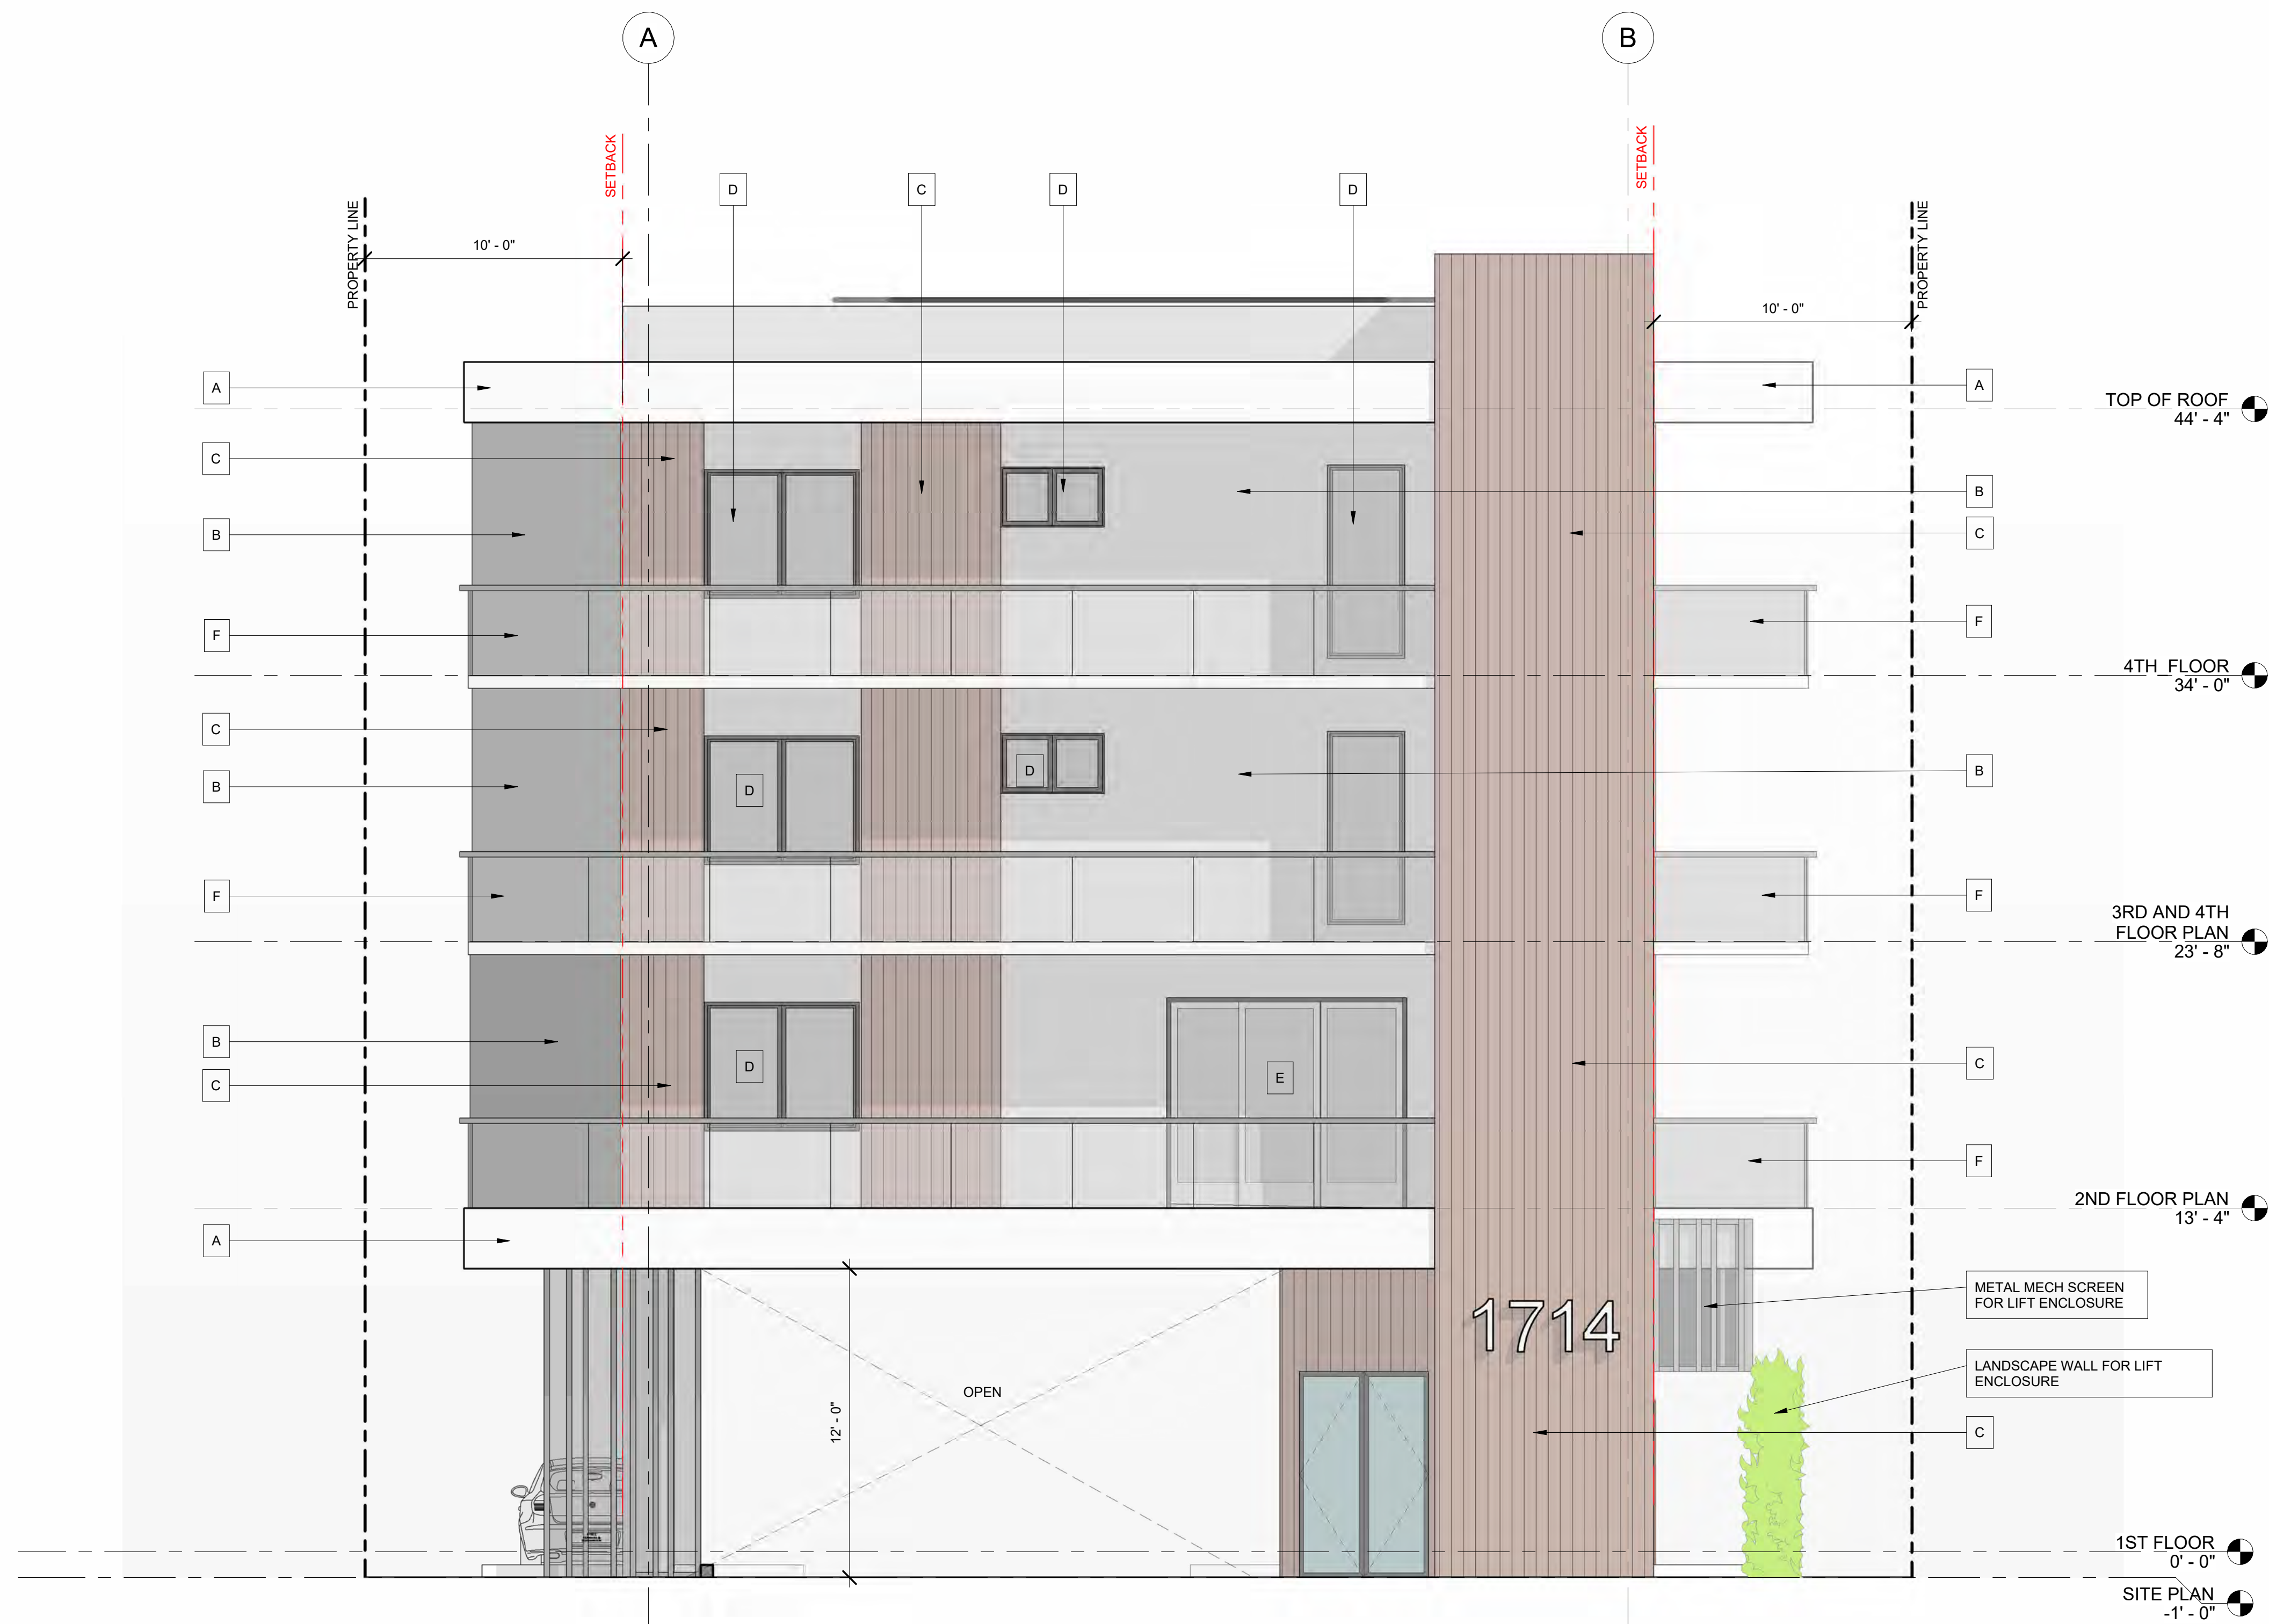 A
B
SETBACK
SETBACK
D
C
D
D
PROPERTY LINE
PROPERTY LINE
10' - 0"
10' - 0"
A
A
TOP OF ROOF
44' - 4"
C
B
B
C
F
F
4TH FLOOR
34' - 0"
C
B
B
D
D
F
F
3RD AND 4TH
FLOOR PLAN
23' - 8"
B
C
C
D
E
F
2ND FLOOR PLAN
13' - 4"
A
METAL MECH SCREEN
FOR LIFT ENCLOSURE
1714
LANDSCAPE WALL FOR LIFT
ENCLOSURE
OPEN
12' - 0"
C
1ST FLOOR
0' - 0"
SITE PLAN
-1' - 0"